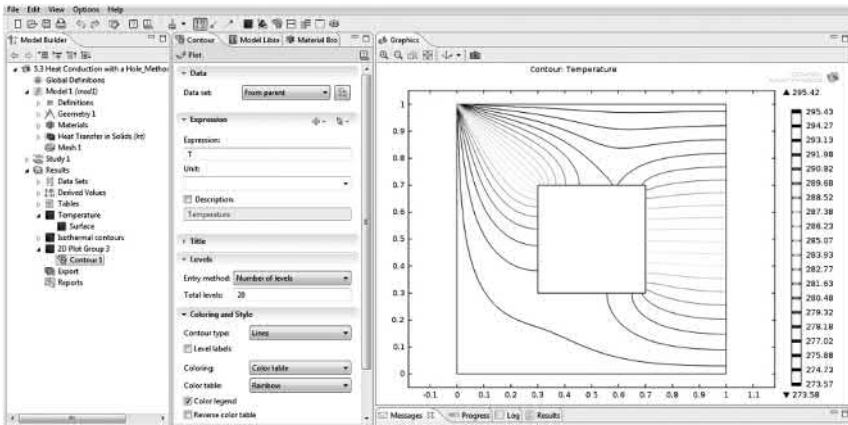 File Edit View Options Help
Model Builder
5.3 Heat Conduction with a Hole_Method
Global Definitions
Model 1 (mod1)
Definitions
Geometry 1
Materials
Heat Transfer in Solids (ht)
Mesh 1
Study 1
Results
Data Sets
Derived Values
Tables
Temperature
Surface
Isothermal contours
2D Plot Group 3
Contour 1
Export
Reports
Contour
Model Libra
Material Bro
Plot
Data
Data set:
From parent
Expression
Expression:
T
Unit:
Description:
Temperature
Title
Levels
Entry method:
Number of levels
Total levels:
20
Coloring and Style
Contour type:
Lines
Level labels
Coloring:
Color table
Color table:
Rainbow
Color legend
Reverse color table
Graphics
Contour: Temperature
▲ 295.42
1
0.9
0.8
0.7
0.6
0.5
0.4
0.3
0.2
0.1
0
-0.1 0 0.1 0.2 0.3 0.4 0.5 0.6 0.7 0.8 0.9 1 1.1
295.43
294.27
293.13
291.98
290.82
289.68
288.52
287.38
286.23
285.07
283.93
282.77
281.63
280.48
279.32
278.18
277.02
275.88
274.73
273.57
▼ 273.58
Messages Progress Log Results